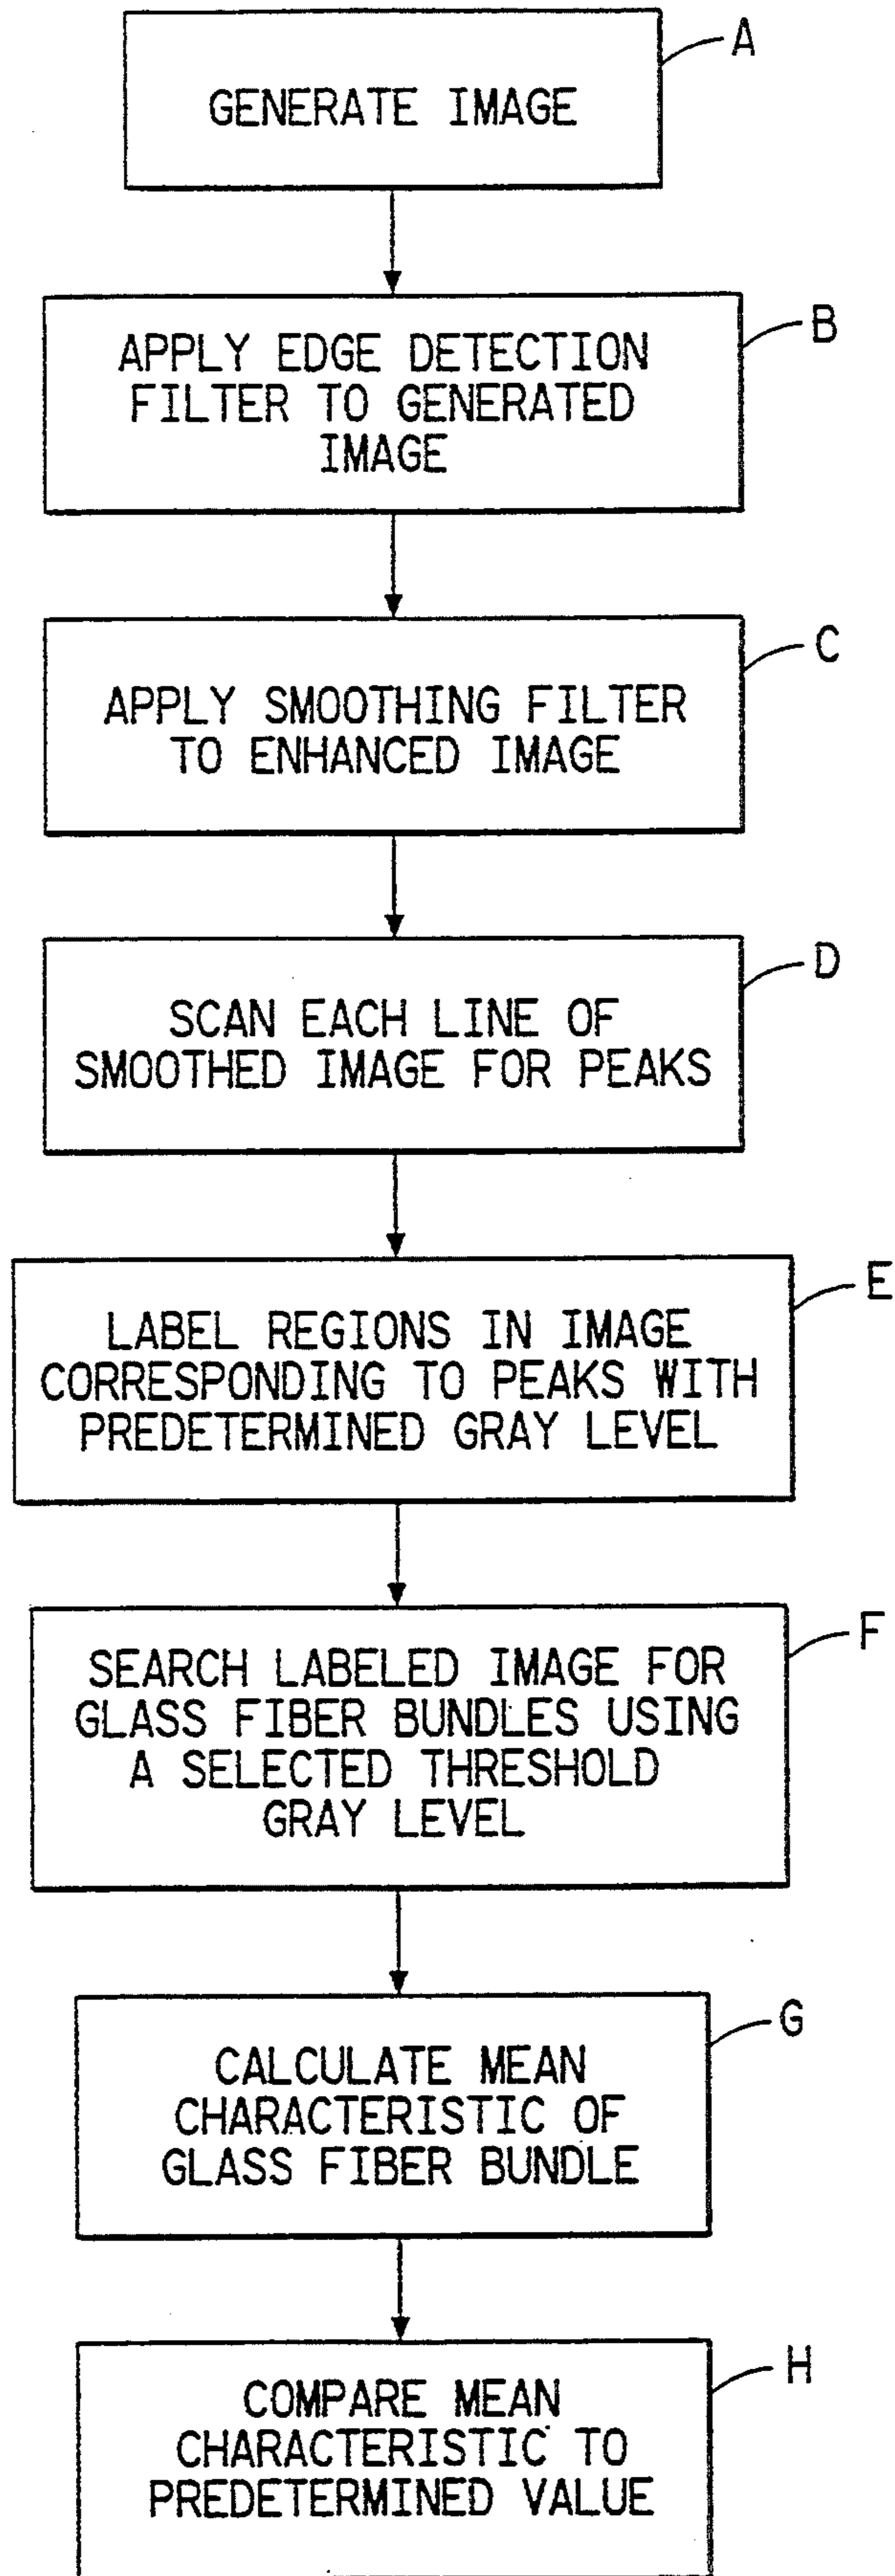 A
GENERATE IMAGE
B
APPLY EDGE DETECTION
FILTER TO GENERATED
IMAGE
C
APPLY SMOOTHING FILTER
TO ENHANCED IMAGE
D
SCAN EACH LINE OF
SMOOTHED IMAGE FOR PEAKS
E
LABEL REGIONS IN IMAGE
CORRESPONDING TO PEAKS WITH
PREDETERMINED GRAY LEVEL
F
SEARCH LABELED IMAGE FOR
GLASS FIBER BUNDLES USING
A SELECTED THRESHOLD
GRAY LEVEL
G
CALCULATE MEAN
CHARACTERISTIC OF
GLASS FIBER BUNDLE
H
COMPARE MEAN
CHARACTERISTIC TO
PREDETERMINED VALUE